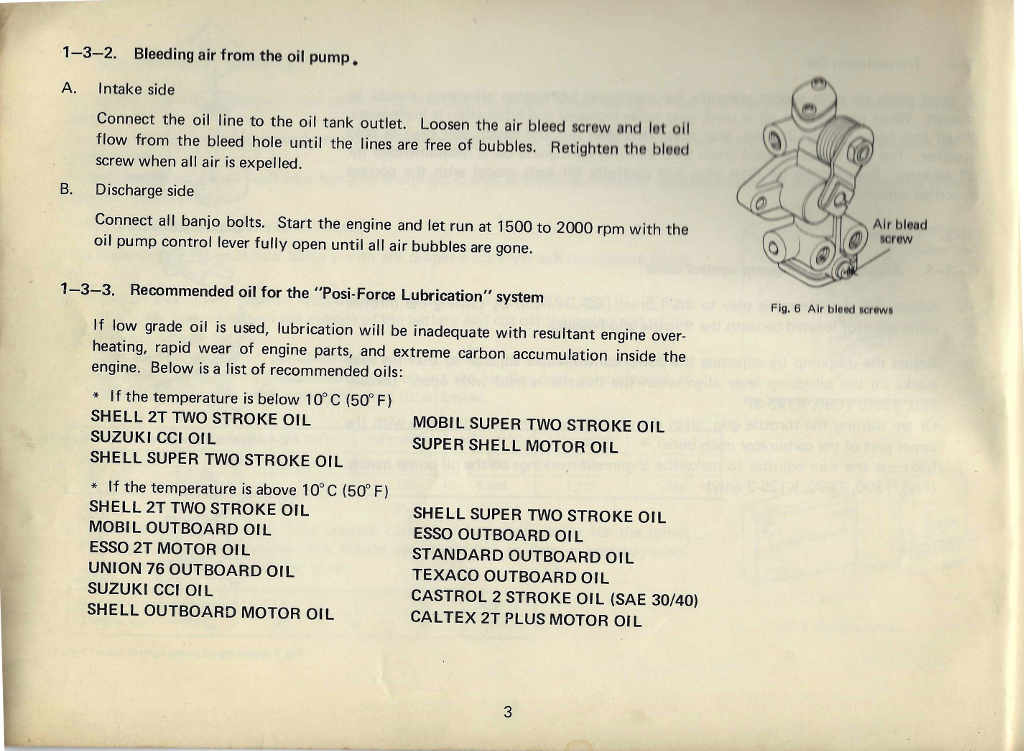 1–3–2. Bleeding air from the oil pump.
A. Intake side
Connect the oil line to the oil tank outlet. Loosen the air bleed screw and let oil
flow from the bleed hole until the lines are free of bubbles. Retighten the bleed
screw when all air is expelled.
B. Discharge side
Connect all banjo bolts. Start the engine and let run at 1500 to 2000 rpm with the
oil pump control lever fully open until all air bubbles are gone.
Air blead
screw
Fig. 6 Air bleed screws
1–3–3. Recommended oil for the "Posi-Force Lubrication" system
If low grade oil is used, lubrication will be inadequate with resultant engine over-
heating, rapid wear of engine parts, and extreme carbon accumulation inside the
engine. Below is a list of recommended oils:
* If the temperature is below 10°C (50°F)
SHELL 2T TWO STROKE OIL
SUZUKI CCI OIL
SHELL SUPER TWO STROKE OIL
MOBIL SUPER TWO STROKE OIL
SUPER SHELL MOTOR OIL
* If the temperature is above 10°C (50°F)
SHELL 2T TWO STROKE OIL
MOBIL OUTBOARD OIL
ESSO 2T MOTOR OIL
UNION 76 OUTBOARD OIL
SUZUKI CCI OIL
SHELL OUTBOARD MOTOR OIL
SHELL SUPER TWO STROKE OIL
ESSO OUTBOARD OIL
STANDARD OUTBOARD OIL
TEXACO OUTBOARD OIL
CASTROL 2 STROKE OIL (SAE 30/40)
CALTEX 2T PLUS MOTOR OIL
3